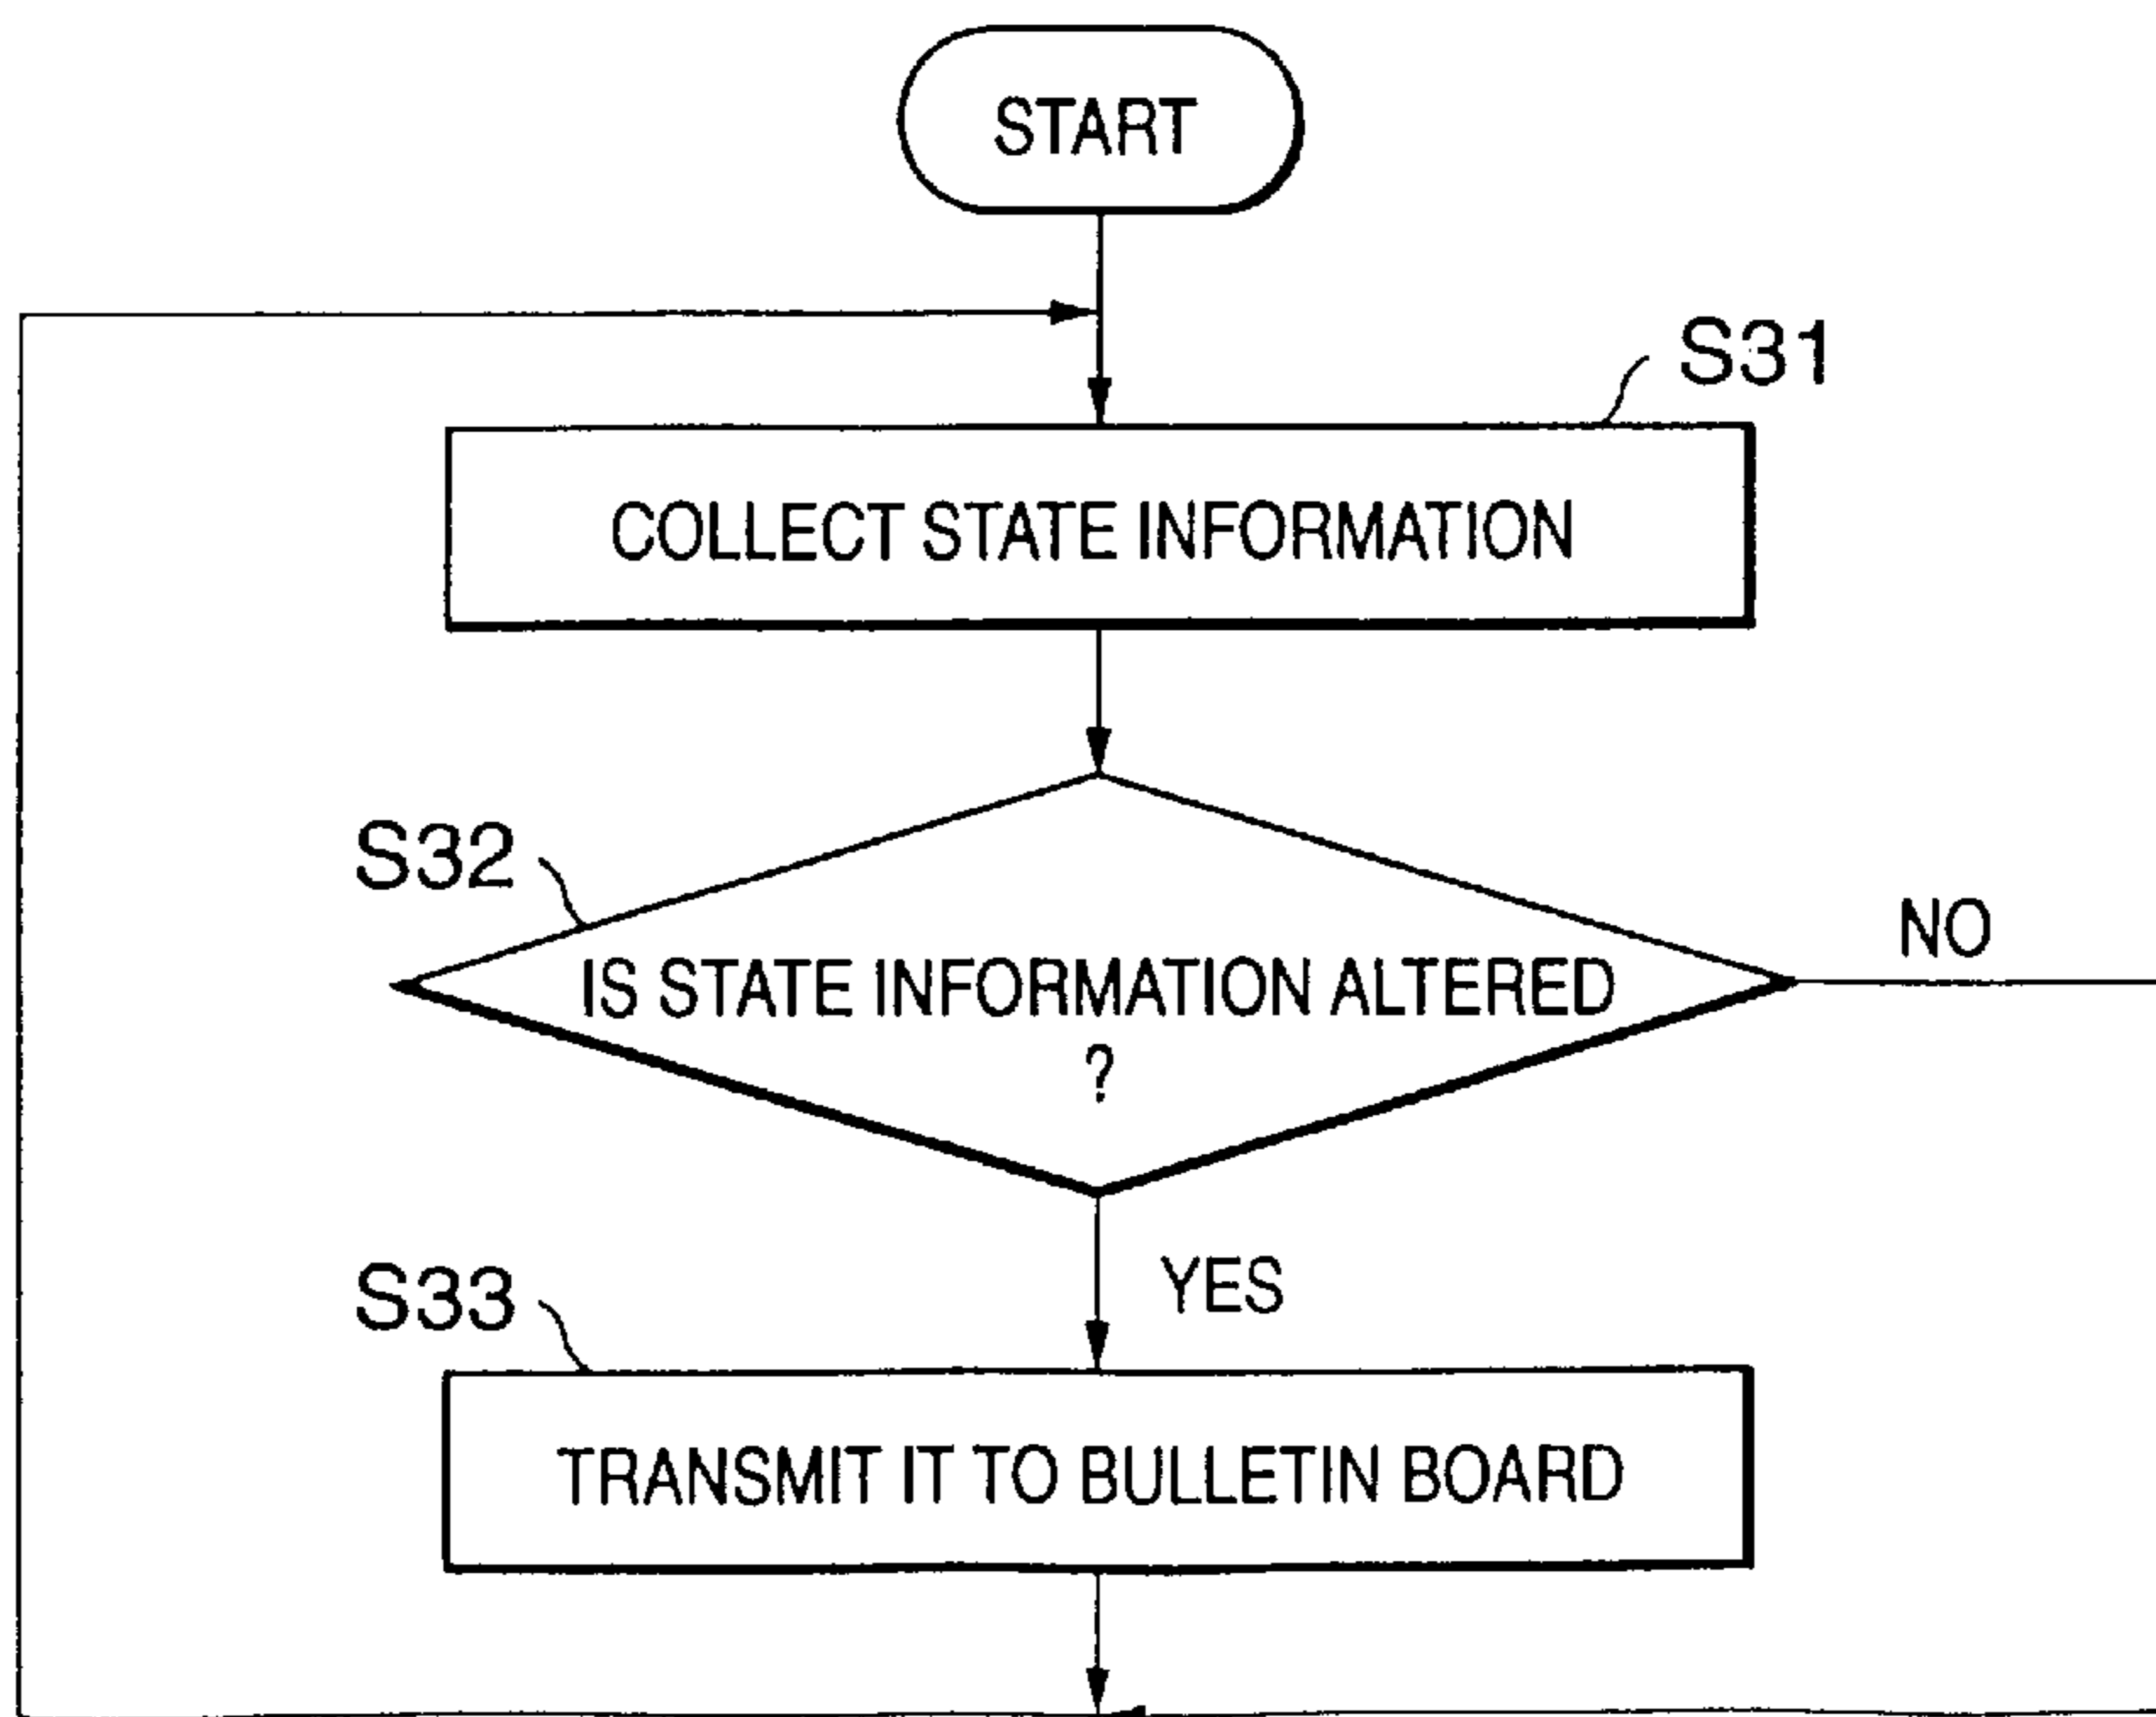 START
S31
COLLECT STATE INFORMATION
S32
NO
IS STATE INFORMATION ALTERED
?
YES
S33
TRANSMIT IT TO BULLETIN BOARD